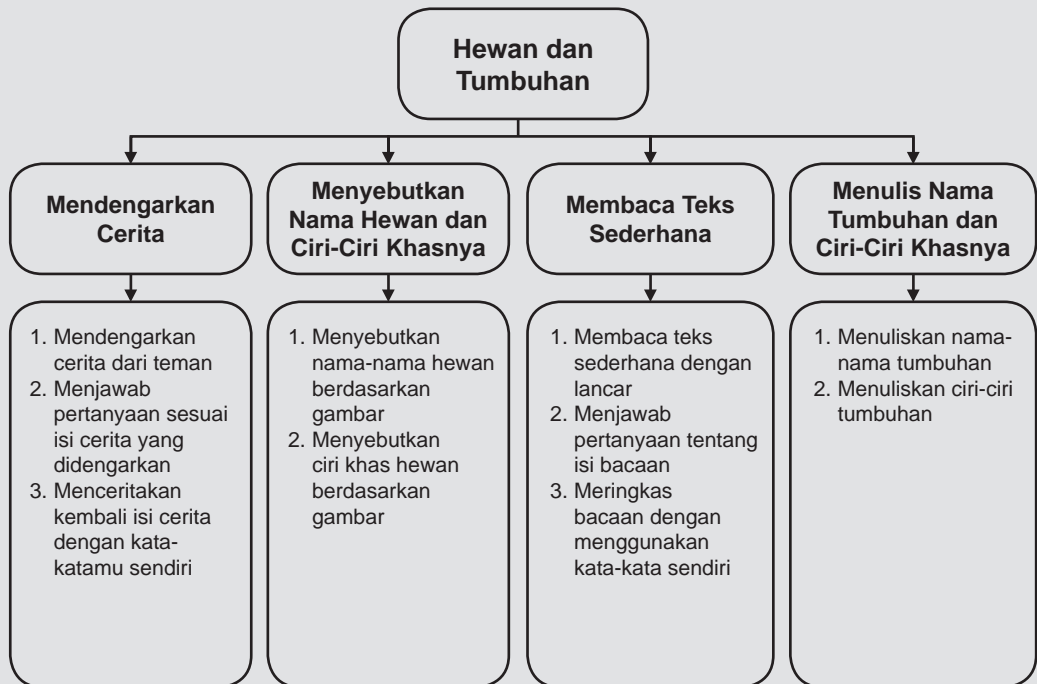 Hewan dan
Tumbuhan
Mendengarkan
Cerita
Menyebutkan
Nama Hewan dan
Ciri-Ciri Khasnya
Membaca Teks
Sederhana
Menulis Nama
Tumbuhan dan
Ciri-Ciri Khasnya
1. Mendengarkan
cerita dari teman
2. Menjawab
pertanyaan sesuai
isi cerita yang
didengarkan
3. Menceritakan
kembali isi cerita
dengan kata-
katamu sendiri
1. Menyebutkan
nama-nama hewan
berdasarkan
gambar
2. Menyebutkan
ciri khas hewan
berdasarkan
gambar
1. Membaca teks
sederhana dengan
lancar
2. Menjawab
pertanyaan tentang
isi bacaan
3. Meringkas
bacaan dengan
menggunakan
kata-kata sendiri
1. Menuliskan nama-
nama tumbuhan
2. Menuliskan ciri-ciri
tumbuhan